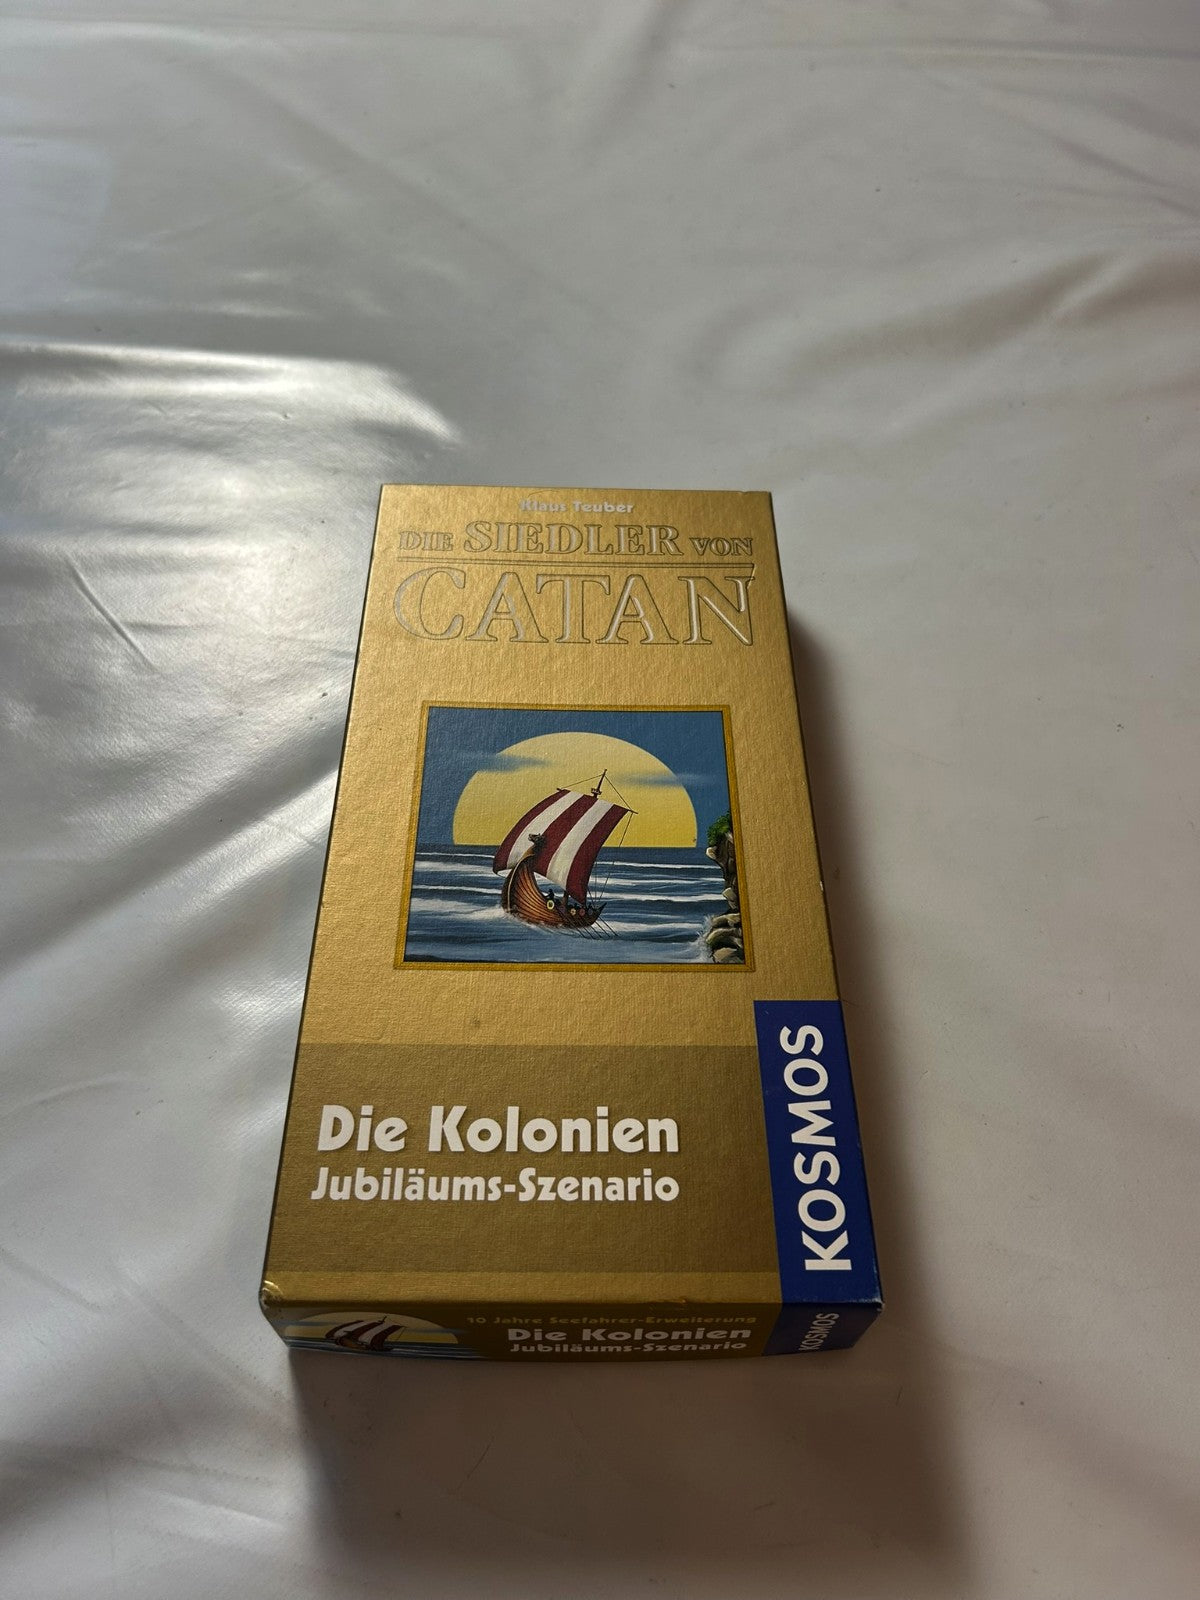 Klaus Teuber
DIE SIEDLER VON
CATAN
Die Kolonien
Jubiläums-Szenario
KOSMOS
10 Jahre Seefahrer-Erweiterung
Die Kolonien
Jubiläums-Szenario
KOSMOS